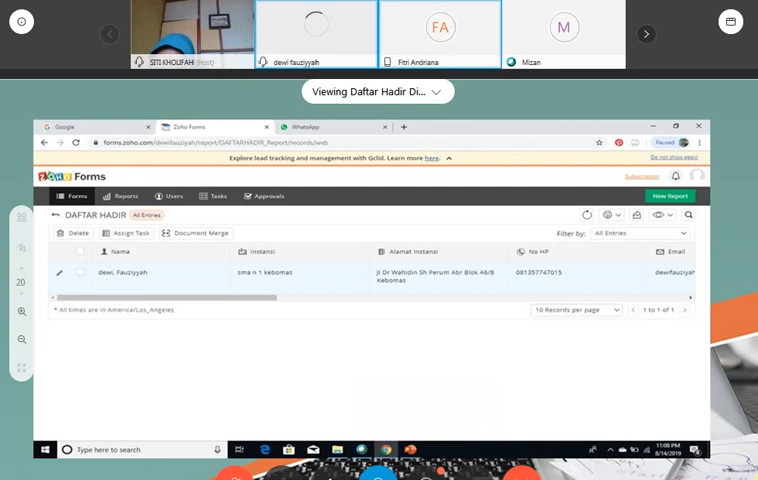 SITI KHOLIFAH (Host)
dewi fauziyyah
FA
Fitri Andriana
M
Mizan
Viewing Daftar Hadir Di...
Google
Zoho Forms
WhatsApp
forms.zoho.com/dewifauziyah/report/DAFTARHADIR_Report/records/web
Paused
Explore lead tracking and management with Gclid. Learn more here.
Do not show again
ZOHO Forms
Subscription
Forms
Reports
Users
Tasks
Approvals
New Report
DAFTAR HADIR
All Entries
Delete
Assign Task
Document Merge
Filter by:
All Entries
Nama
Instansi
Alamat Instansi
No HP
Email
dewi, Fauziyyah
sma n 1 kebomas
Jl Dr Wahidin Sh Perum Abr Blok A6/8
Kebomas
081357747015
dewifauziyah
20
* All times are in America/Los_Angeles
10 Records per page
1 to 1 of 1
Type here to search
11:08 PM
8/14/2019